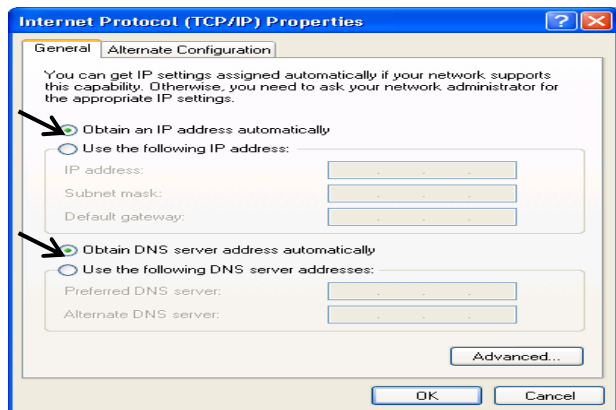 Internet Protocol (TCP/IP) Properties
General
Alternate Configuration
You can get IP settings assigned automatically if your network supports
this capability. Otherwise, you need to ask your network administrator for
the appropriate IP settings.
Obtain an IP address automatically
Use the following IP address:
IP address:
Subnet mask:
Default gateway:
Obtain DNS server address automatically
Use the following DNS server addresses:
Preferred DNS server:
Alternate DNS server:
Advanced...
OK
Cancel